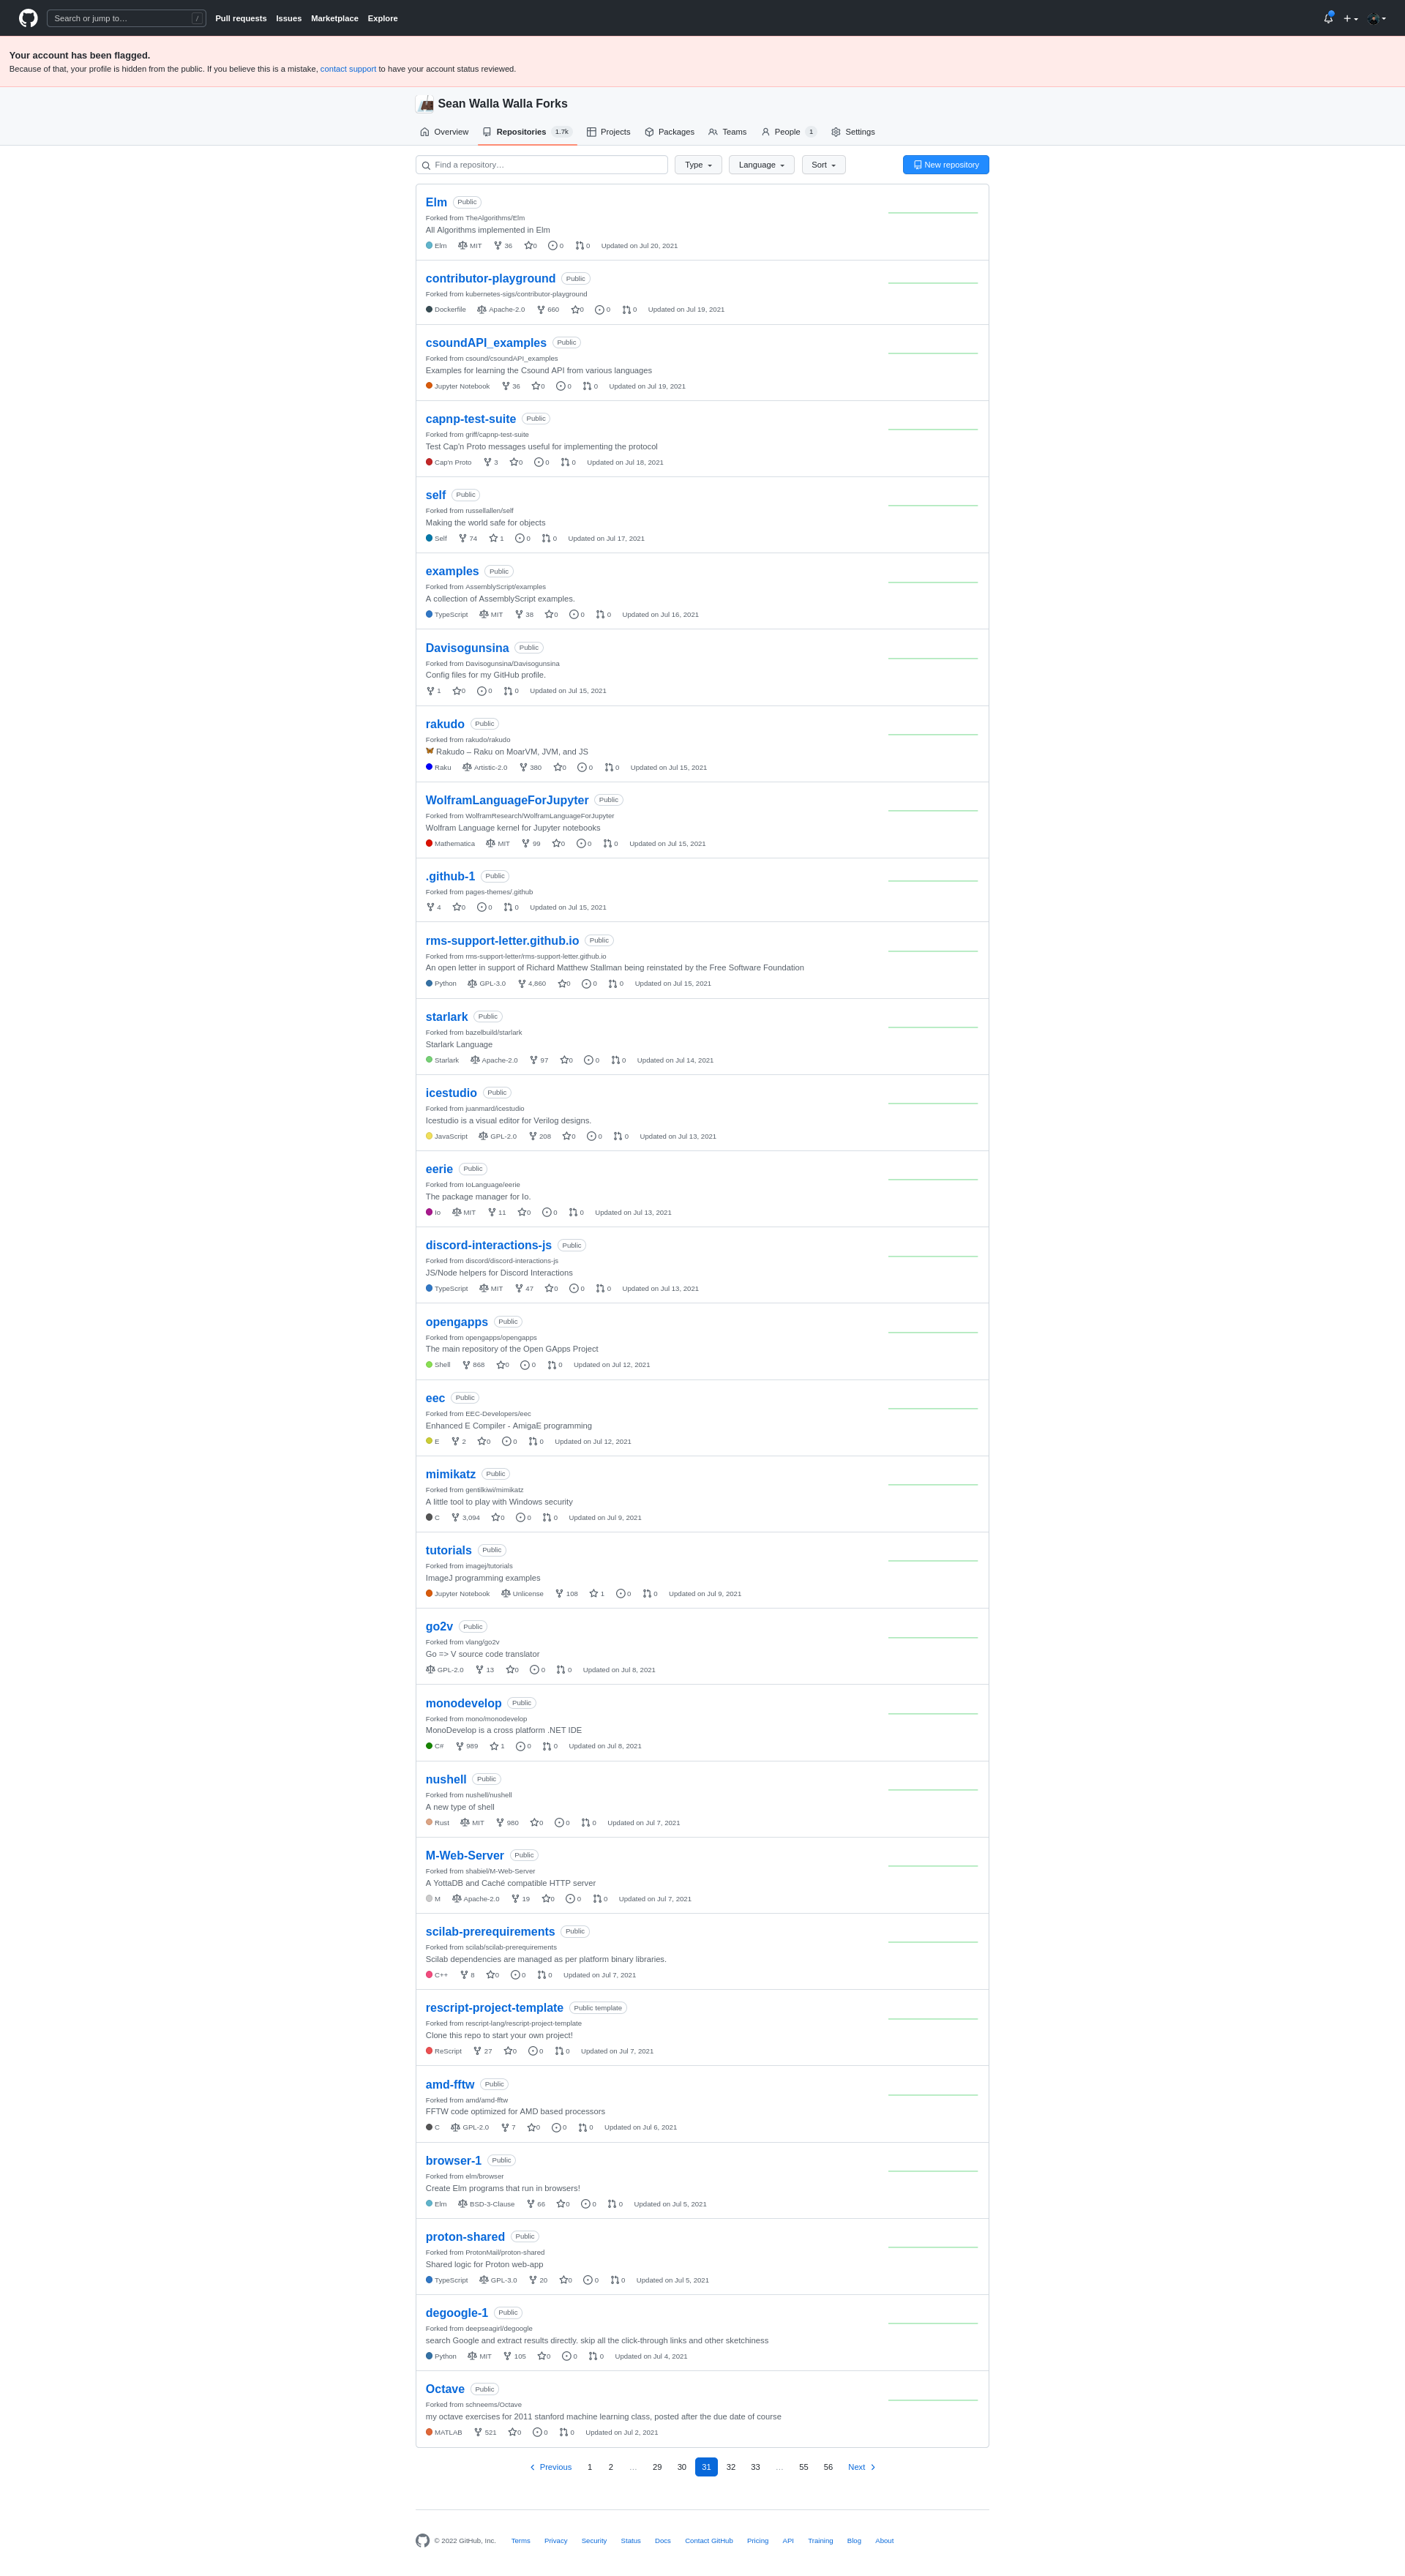 Search or jump to… /
Pull requests Issues Marketplace Explore
Your account has been flagged.
Because of that, your profile is hidden from the public. If you believe this is a mistake, contact support to have your account status reviewed.
Sean Walla Walla Forks
Overview Repositories 1.7k Projects Packages Teams People 1 Settings
Find a repository… Type Language Sort New repository
Elm Public
Forked from TheAlgorithms/Elm
All Algorithms implemented in Elm
Elm MIT 36 0 0 0 Updated on Jul 20, 2021
contributor-playground Public
Forked from kubernetes-sigs/contributor-playground
Dockerfile Apache-2.0 660 0 0 0 Updated on Jul 19, 2021
csoundAPI_examples Public
Forked from csound/csoundAPI_examples
Examples for learning the Csound API from various languages
Jupyter Notebook 36 0 0 0 Updated on Jul 19, 2021
capnp-test-suite Public
Forked from griff/capnp-test-suite
Test Cap'n Proto messages useful for implementing the protocol
Cap'n Proto 3 0 0 0 Updated on Jul 18, 2021
self Public
Forked from russellallen/self
Making the world safe for objects
Self 74 1 0 0 Updated on Jul 17, 2021
examples Public
Forked from AssemblyScript/examples
A collection of AssemblyScript examples.
TypeScript MIT 38 0 0 0 Updated on Jul 16, 2021
Davisogunsina Public
Forked from Davisogunsina/Davisogunsina
Config files for my GitHub profile.
1 0 0 0 Updated on Jul 15, 2021
rakudo Public
Forked from rakudo/rakudo
🦋 Rakudo – Raku on MoarVM, JVM, and JS
Raku Artistic-2.0 380 0 0 0 Updated on Jul 15, 2021
WolframLanguageForJupyter Public
Forked from WolframResearch/WolframLanguageForJupyter
Wolfram Language kernel for Jupyter notebooks
Mathematica MIT 99 0 0 0 Updated on Jul 15, 2021
.github-1 Public
Forked from pages-themes/.github
4 0 0 0 Updated on Jul 15, 2021
rms-support-letter.github.io Public
Forked from rms-support-letter/rms-support-letter.github.io
An open letter in support of Richard Matthew Stallman being reinstated by the Free Software Foundation
Python GPL-3.0 4,860 0 0 0 Updated on Jul 15, 2021
starlark Public
Forked from bazelbuild/starlark
Starlark Language
Starlark Apache-2.0 97 0 0 0 Updated on Jul 14, 2021
icestudio Public
Forked from juanmard/icestudio
Icestudio is a visual editor for Verilog designs.
JavaScript GPL-2.0 208 0 0 0 Updated on Jul 13, 2021
eerie Public
Forked from IoLanguage/eerie
The package manager for Io.
Io MIT 11 0 0 0 Updated on Jul 13, 2021
discord-interactions-js Public
Forked from discord/discord-interactions-js
JS/Node helpers for Discord Interactions
TypeScript MIT 47 0 0 0 Updated on Jul 13, 2021
opengapps Public
Forked from opengapps/opengapps
The main repository of the Open GApps Project
Shell 868 0 0 0 Updated on Jul 12, 2021
eec Public
Forked from EEC-Developers/eec
Enhanced E Compiler - AmigaE programming
E 2 0 0 0 Updated on Jul 12, 2021
mimikatz Public
Forked from gentilkiwi/mimikatz
A little tool to play with Windows security
C 3,094 0 0 0 Updated on Jul 9, 2021
tutorials Public
Forked from imagej/tutorials
ImageJ programming examples
Jupyter Notebook Unlicense 108 1 0 0 Updated on Jul 9, 2021
go2v Public
Forked from vlang/go2v
Go => V source code translator
GPL-2.0 13 0 0 0 Updated on Jul 8, 2021
monodevelop Public
Forked from mono/monodevelop
MonoDevelop is a cross platform .NET IDE
C# 989 1 0 0 Updated on Jul 8, 2021
nushell Public
Forked from nushell/nushell
A new type of shell
Rust MIT 980 0 0 0 Updated on Jul 7, 2021
M-Web-Server Public
Forked from shabiel/M-Web-Server
A YottaDB and Caché compatible HTTP server
M Apache-2.0 19 0 0 0 Updated on Jul 7, 2021
scilab-prerequirements Public
Forked from scilab/scilab-prerequirements
Scilab dependencies are managed as per platform binary libraries.
C++ 8 0 0 0 Updated on Jul 7, 2021
rescript-project-template Public template
Forked from rescript-lang/rescript-project-template
Clone this repo to start your own project!
ReScript 27 0 0 0 Updated on Jul 7, 2021
amd-fftw Public
Forked from amd/amd-fftw
FFTW code optimized for AMD based processors
C GPL-2.0 7 0 0 0 Updated on Jul 6, 2021
browser-1 Public
Forked from elm/browser
Create Elm programs that run in browsers!
Elm BSD-3-Clause 66 0 0 0 Updated on Jul 5, 2021
proton-shared Public
Forked from ProtonMail/proton-shared
Shared logic for Proton web-app
TypeScript GPL-3.0 20 0 0 0 Updated on Jul 5, 2021
degoogle-1 Public
Forked from deepseagirl/degoogle
search Google and extract results directly. skip all the click-through links and other sketchiness
Python MIT 105 0 0 0 Updated on Jul 4, 2021
Octave Public
Forked from schneems/Octave
my octave exercises for 2011 stanford machine learning class, posted after the due date of course
MATLAB 521 0 0 0 Updated on Jul 2, 2021
Previous 1 2 … 29 30 31 32 33 … 55 56 Next
© 2022 GitHub, Inc. Terms Privacy Security Status Docs Contact GitHub Pricing API Training Blog About